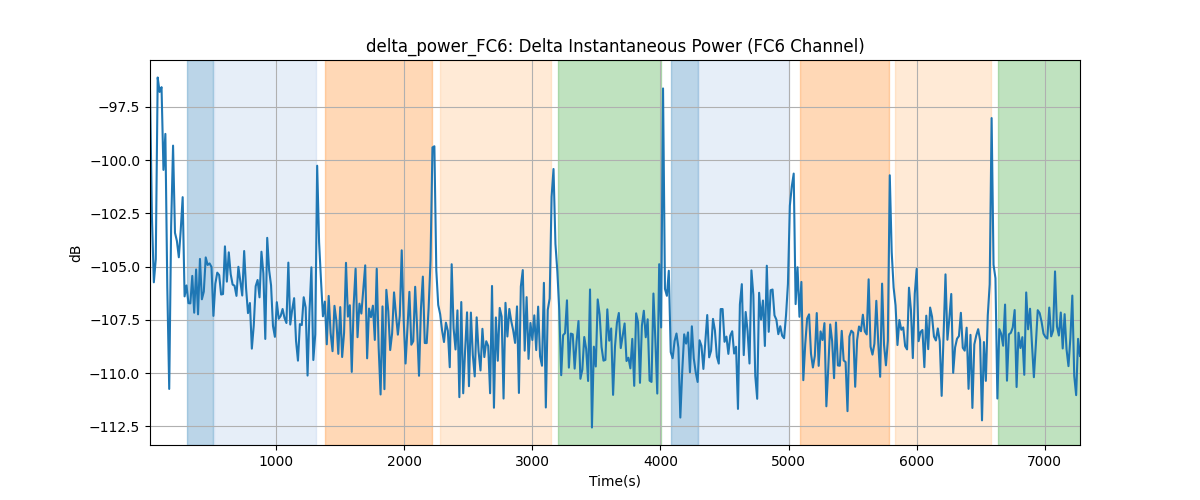 delta_power_FC6: Delta Instantaneous Power (FC6 Channel)
−97.5
−100.0
−102.5
−105.0
−107.5
−110.0
−112.5
dB
1000 2000 3000 4000 5000 6000 7000
Time(s)